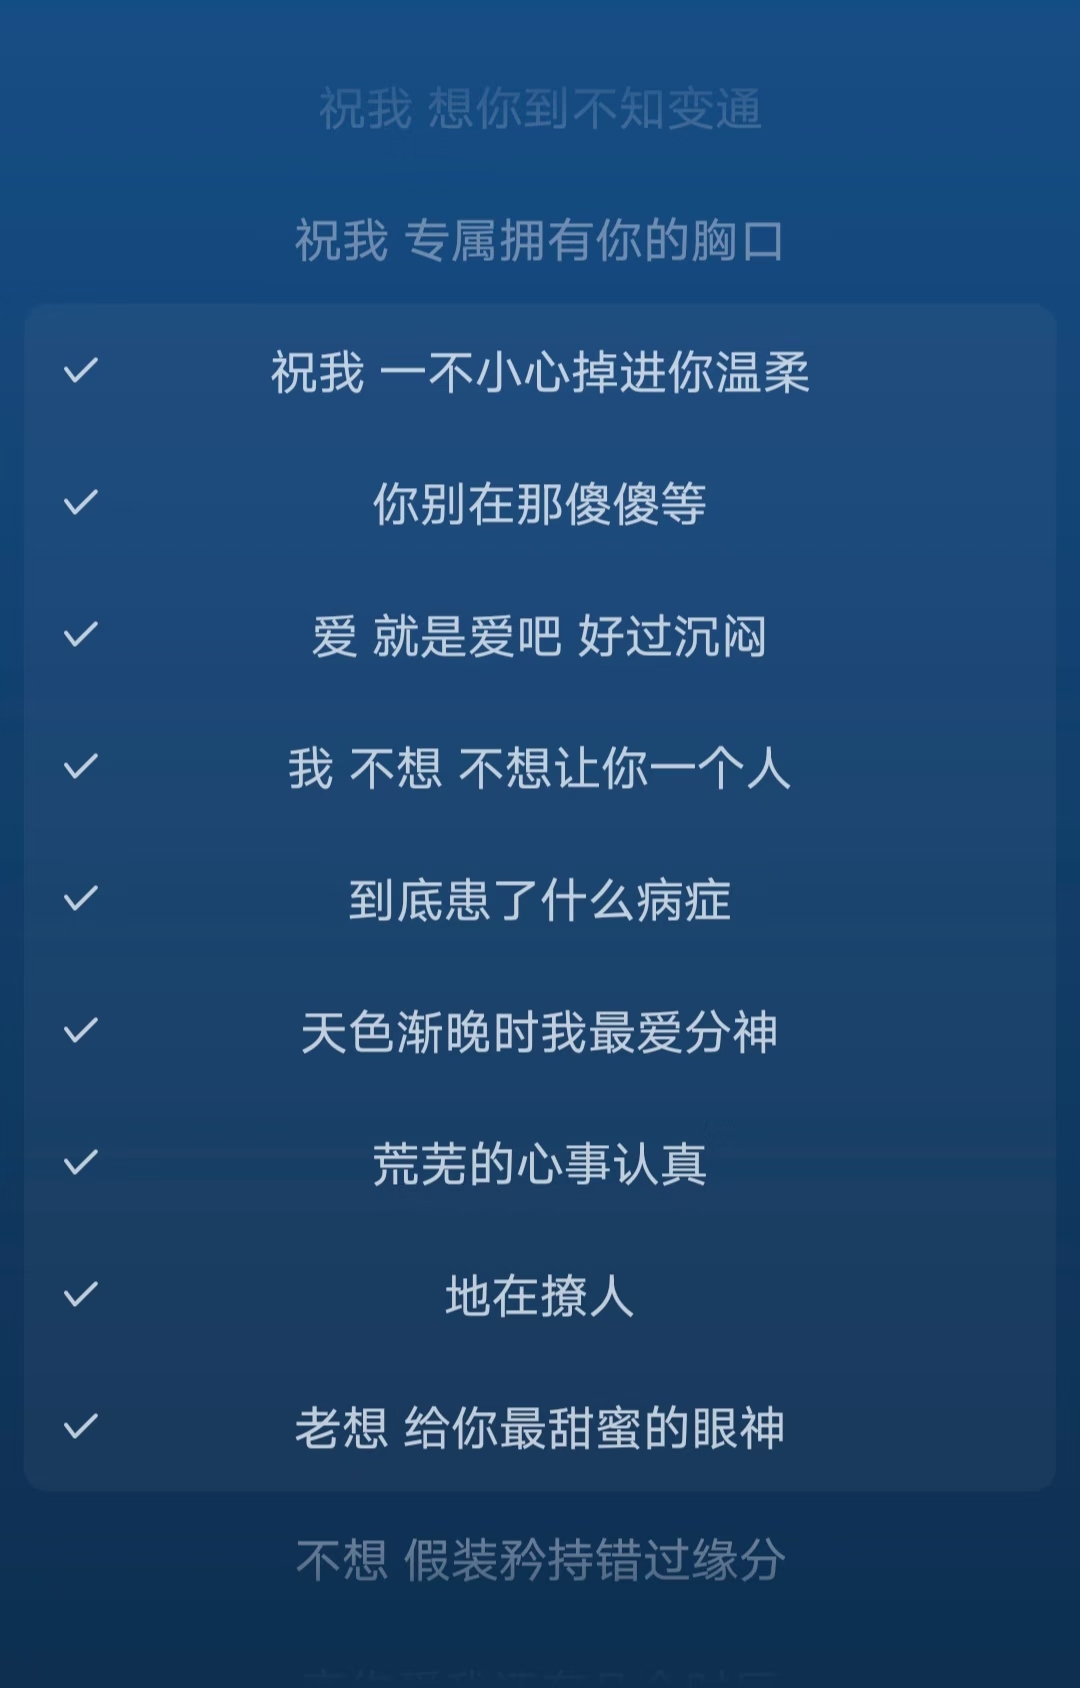 祝我 想你到不知变通
祝我 专属拥有你的胸口
祝我 一不小心掉进你温柔
你别在那傻傻等
爱 就是爱吧 好过沉闷
我 不想 不想让你一个人
到底患了什么病症
天色渐晚时我最爱分神
荒芜的心事认真
地在撩人
老想 给你最甜蜜的眼神
不想 假装矜持错过缘分